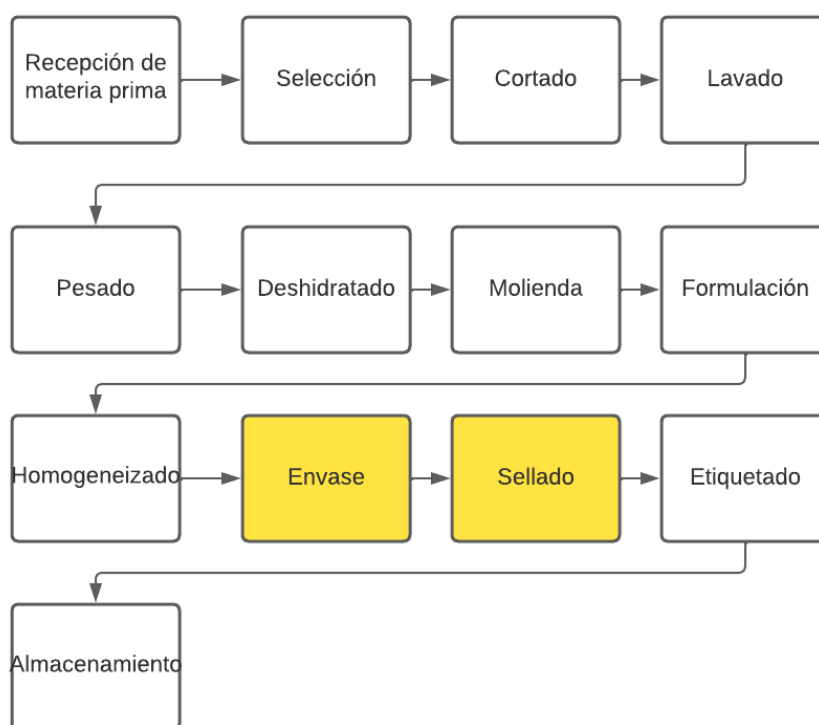 Recepción de
materia prima
Selección
Cortado
Lavado
Pesado
Deshidratado
Molienda
Formulación
Homogeneizado
Envase
Sellado
Etiquetado
Almacenamiento